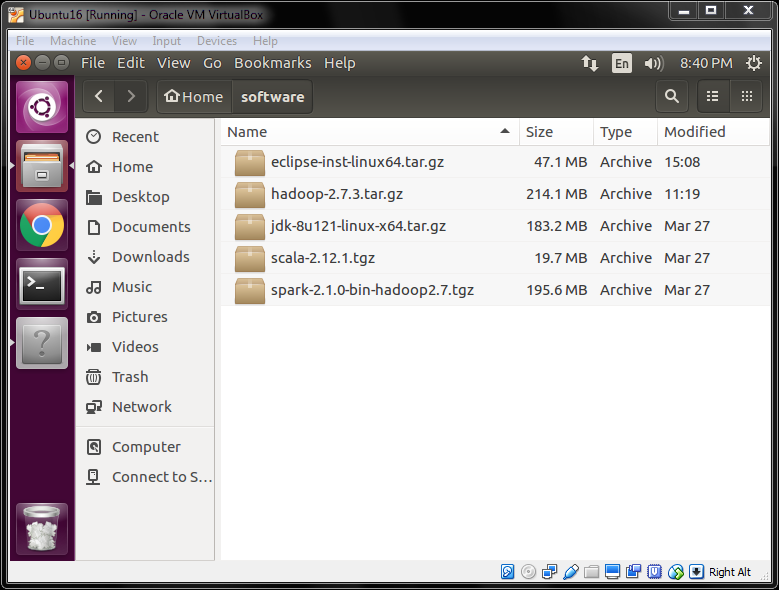 Ubuntu16 [Running] - Oracle VM VirtualBox
File Machine View Input Devices Help
File Edit View Go Bookmarks Help En 8:40 PM
Home software
Name Size Type Modified
Recent
Home
Desktop
Documents
Downloads
Music
Pictures
Videos
Trash
Network
Computer
Connect to S...
eclipse-inst-linux64.tar.gz 47.1 MB Archive 15:08
hadoop-2.7.3.tar.gz 214.1 MB Archive 11:19
jdk-8u121-linux-x64.tar.gz 183.2 MB Archive Mar 27
scala-2.12.1.tgz 19.7 MB Archive Mar 27
spark-2.1.0-bin-hadoop2.7.tgz 195.6 MB Archive Mar 27
Right Alt